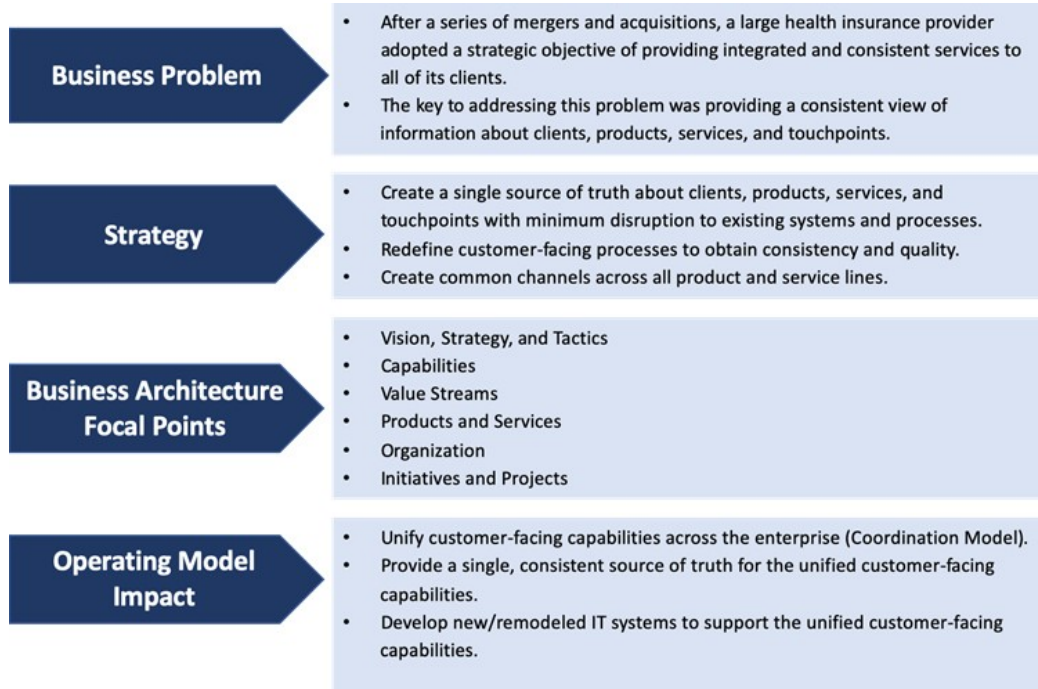 Business Problem
• After a series of mergers and acquisitions, a large health insurance provider
adopted a strategic objective of providing integrated and consistent services to
all of its clients.
• The key to addressing this problem was providing a consistent view of
information about clients, products, services, and touchpoints.
Strategy
• Create a single source of truth about clients, products, services, and
touchpoints with minimum disruption to existing systems and processes.
• Redefine customer-facing processes to obtain consistency and quality.
• Create common channels across all product and service lines.
Business Architecture
Focal Points
• Vision, Strategy, and Tactics
• Capabilities
• Value Streams
• Products and Services
• Organization
• Initiatives and Projects
Operating Model
Impact
• Unify customer-facing capabilities across the enterprise (Coordination Model).
• Provide a single, consistent source of truth for the unified customer-facing
capabilities.
• Develop new/remodeled IT systems to support the unified customer-facing
capabilities.